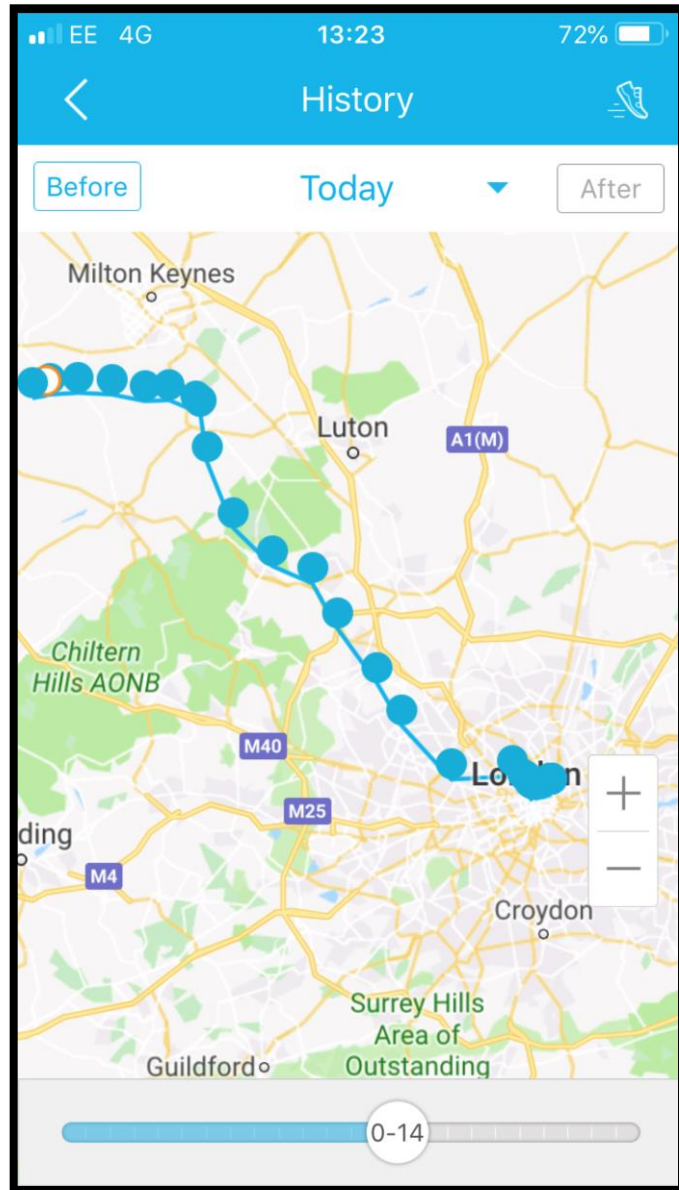 EE 4G 13:23 72%
History
Before Today After
Milton Keynes
Luton
A1(M)
Chiltern
Hills AONB
M40
London
M25
ding
M4
Croydon
Surrey Hills
Area of
Guildford Outstanding
0-14